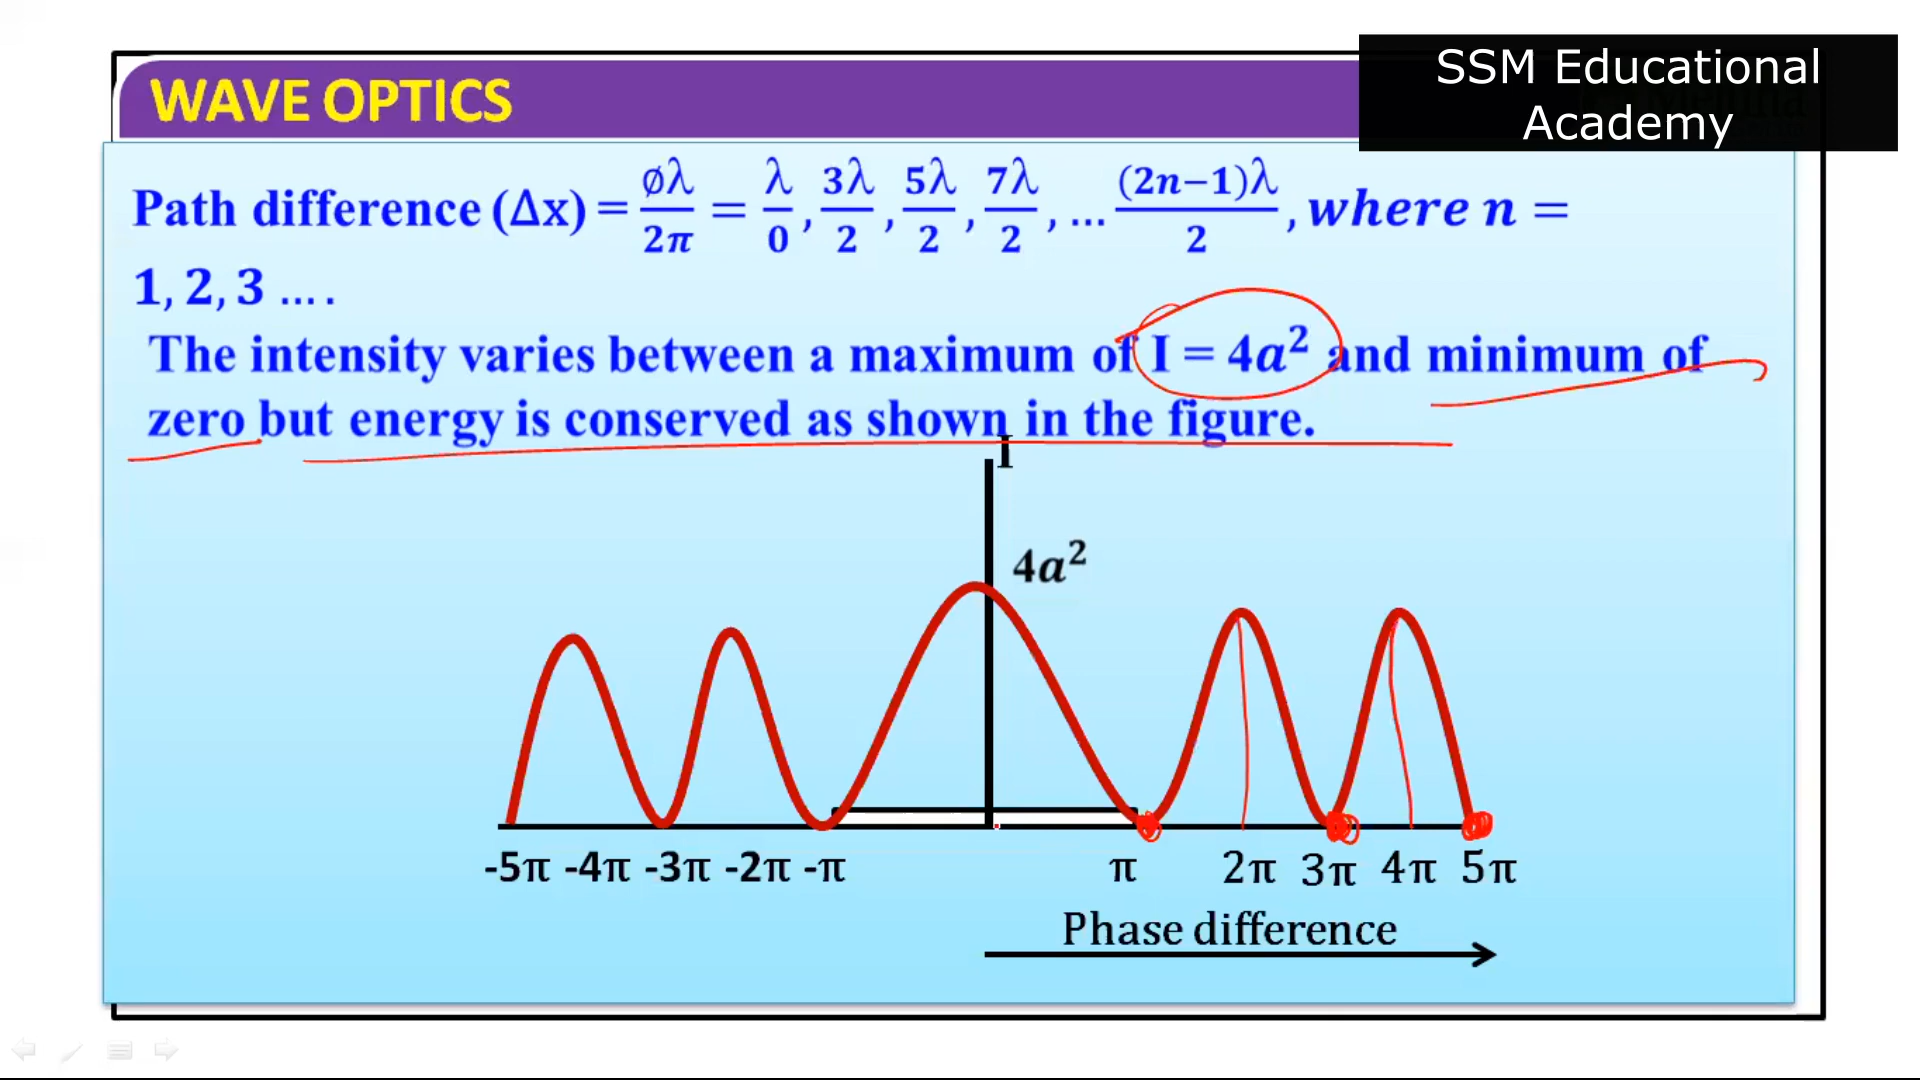 SSM Educational
Academy
WAVE OPTICS
Path difference (Δx) = ∅λ/2π = λ/0, 3λ/2, 5λ/2, 7λ/2, ... (2n−1)λ/2, where n =
1, 2, 3 ... .
The intensity varies between a maximum of I = 4a² and minimum of
zero but energy is conserved as shown in the figure.
I
4a²
-5π -4π -3π -2π -π π 2π 3π 4π 5π
Phase difference